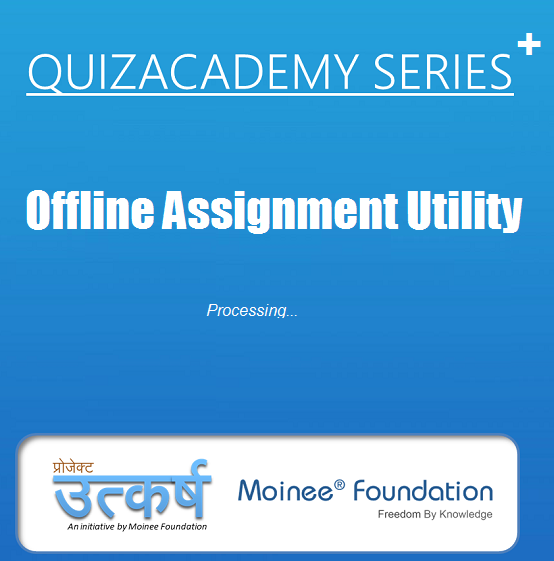 QUIZACADEMY SERIES+
Offline Assignment Utility
Processing...
प्रोजेक्ट
उत्कर्ष
An initiative by Moinee Foundation
Moinee® Foundation
Freedom By Knowledge